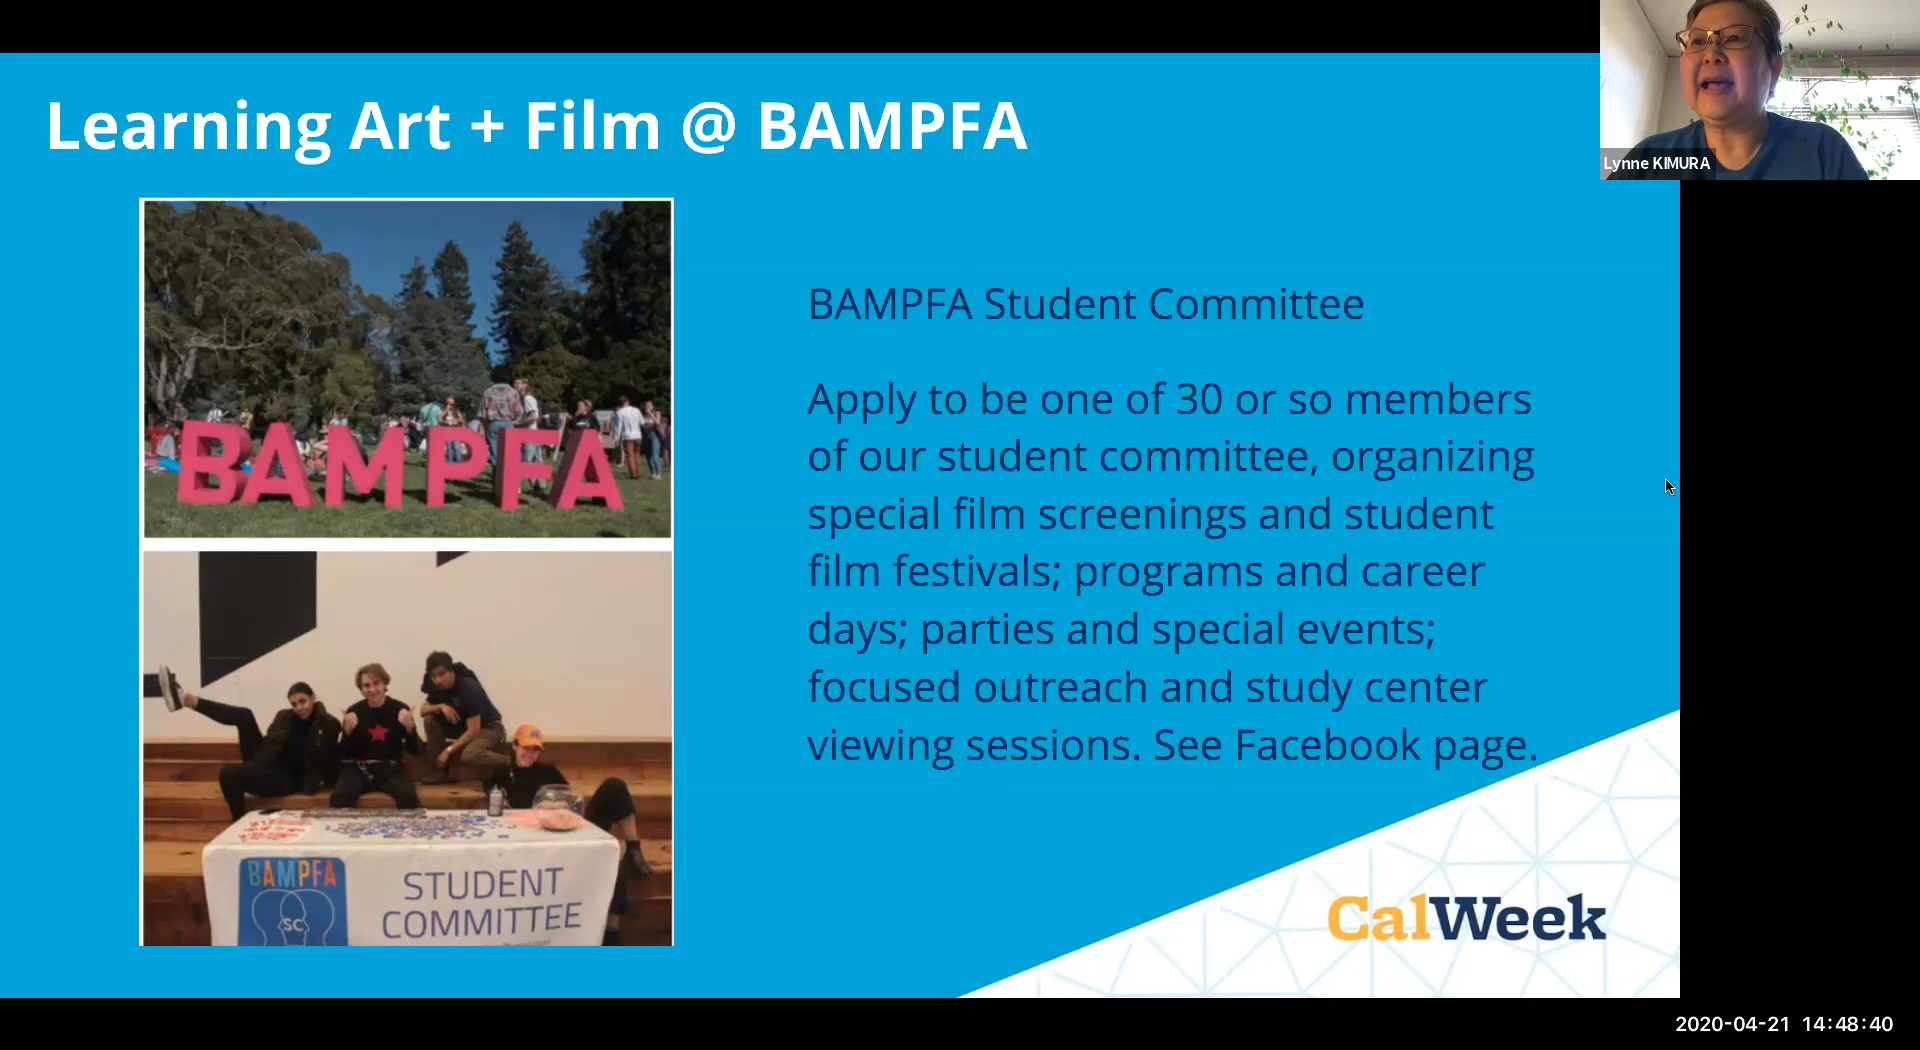 Learning Art + Film @ BAMPFA
Lynne KIMURA
BAMPFA
BAMPFA Student Committee
Apply to be one of 30 or so members
of our student committee, organizing
special film screenings and student
film festivals; programs and career
days; parties and special events;
focused outreach and study center
viewing sessions. See Facebook page.
BAMPFA
SC
STUDENT
COMMITTEE
CalWeek
2020-04-21 14:48:40